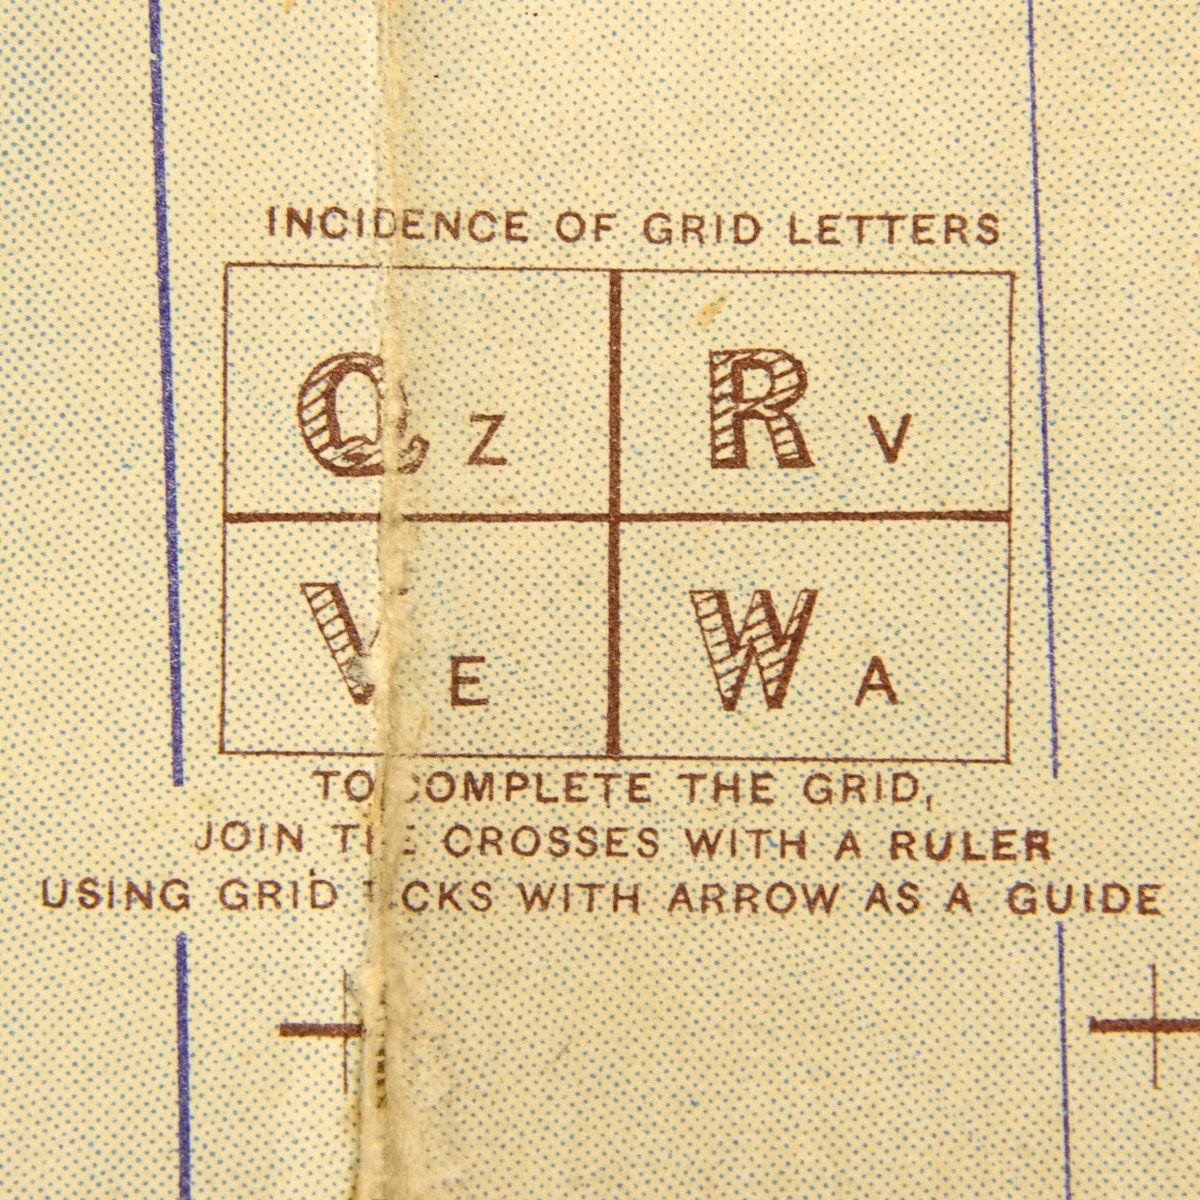 INCIDENCE OF GRID LETTERS
Q Z R V
V E W A
TO COMPLETE THE GRID,
JOIN THE CROSSES WITH A RULER
USING GRID TICKS WITH ARROW AS A GUIDE